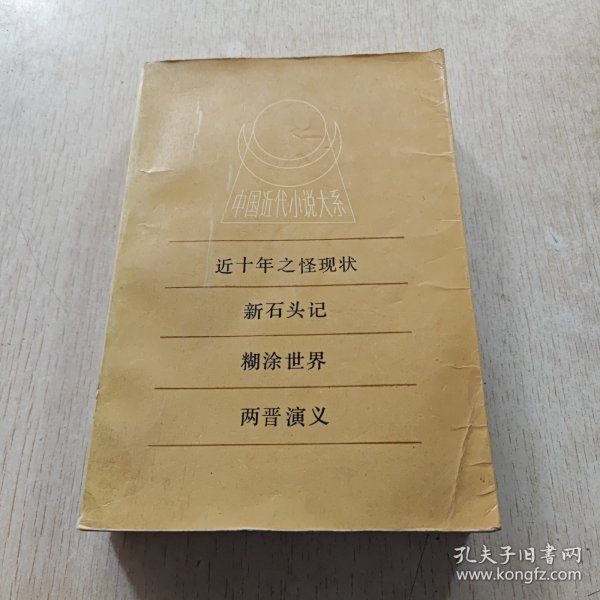 中国近代小说大系
近十年之怪现状
新石头记
糊涂世界
两晋演义
孔夫子旧书网
www.kongfz.com